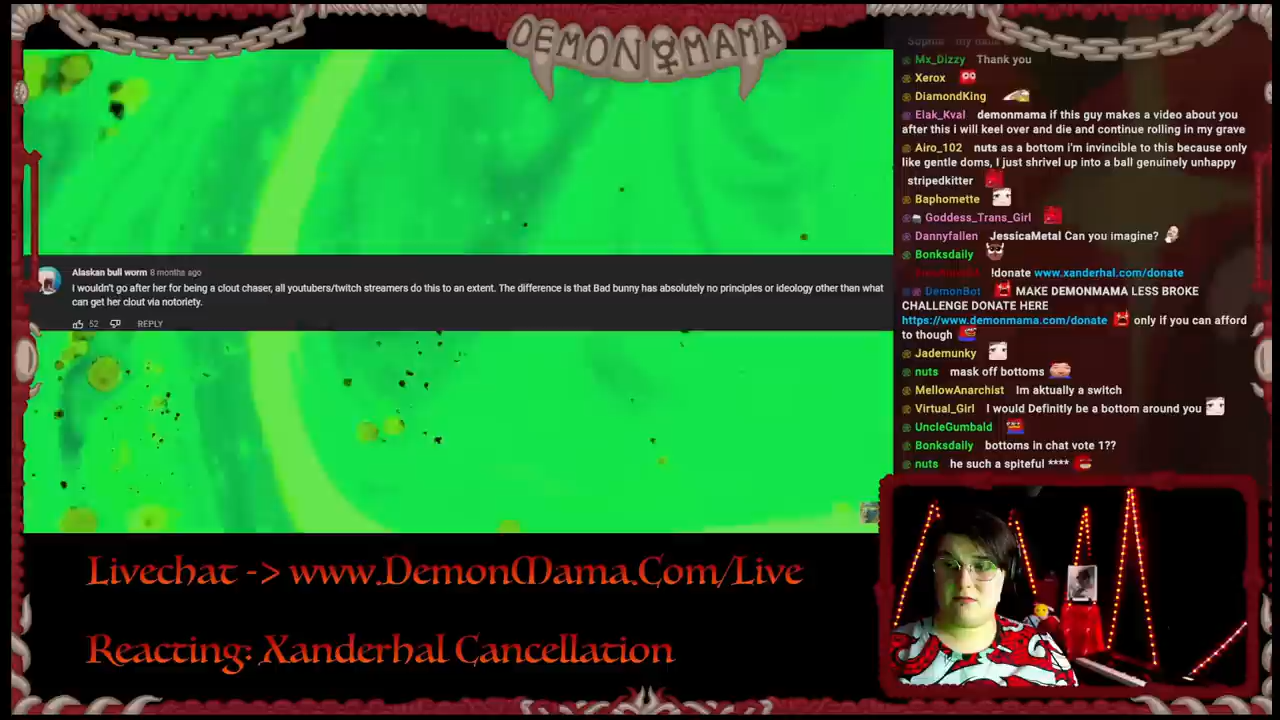 DEMON MAMA
Alaskan bull worm 8 months ago
I wouldn't go after her for being a clout chaser, all youtubers/twitch streamers do this to an extent. The difference is that Bad bunny has absolutely no principles or ideology other than what
can get her clout via notoriety.
52 REPLY
Livechat -> www.DemonMama.Com/Live
Reacting: Xanderhal Cancellation
Mx_Dizzy Thank you
Xerox
DiamondKing
Elak_Kval demonmama if this guy makes a video about you
after this i will keel over and die and continue rolling in my grave
Airo_102 nuts as a bottom i'm invincible to this because only
like gentle doms, I just shrivel up into a ball genuinely unhappy
stripedkitter
Baphomette
Goddess_Trans_Girl
Dannyfallen JessicaMetal Can you imagine?
Bonksdaily
!donate www.xanderhal.com/donate
DemonBot MAKE DEMONMAMA LESS BROKE
CHALLENGE DONATE HERE
https://www.demonmama.com/donate only if you can afford
to though
Jademunky
nuts mask off bottoms
MellowAnarchist Im aktually a switch
Virtual_Girl I would Definitly be a bottom around you
UncleGumbald
Bonksdaily bottoms in chat vote 1??
nuts he such a spiteful ****